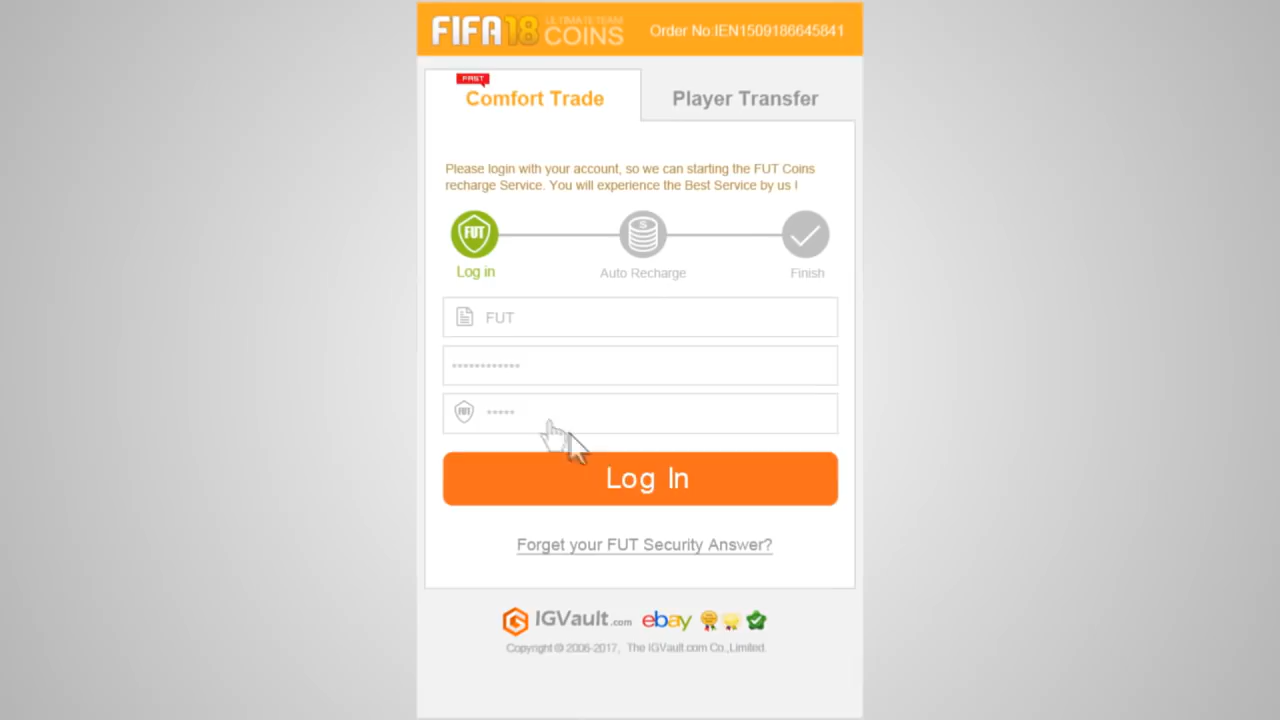 FIFA 18 ULTIMATE TEAM COINS
Order No:IEN1509186645841
FAST
Comfort Trade
Player Transfer
Please login with your account, so we can starting the FUT Coins
recharge Service. You will experience the Best Service by us !
FUT
$
Log in
Auto Recharge
Finish
FUT
************
FUT *****
Log In
Forget your FUT Security Answer?
IGVault.com ebay
Copyright © 2006-2017, The IGVault.com Co.,Limited.